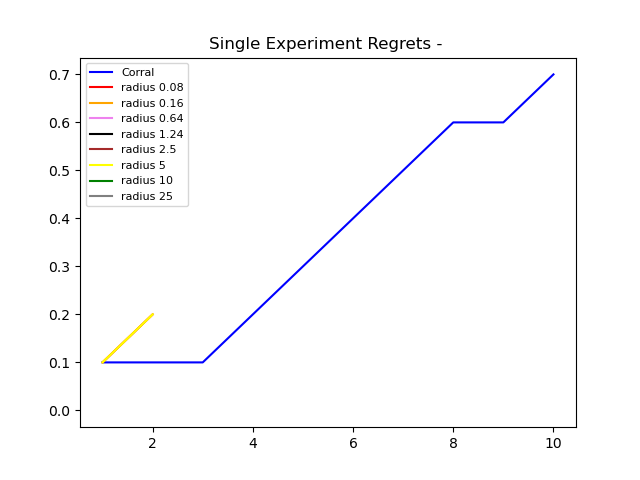 Single Experiment Regrets -
0.7
0.6
0.5
0.4
0.3
0.2
0.1
0.0
Corral
radius 0.08
radius 0.16
radius 0.64
radius 1.24
radius 2.5
radius 5
radius 10
radius 25
2
4
6
8
10